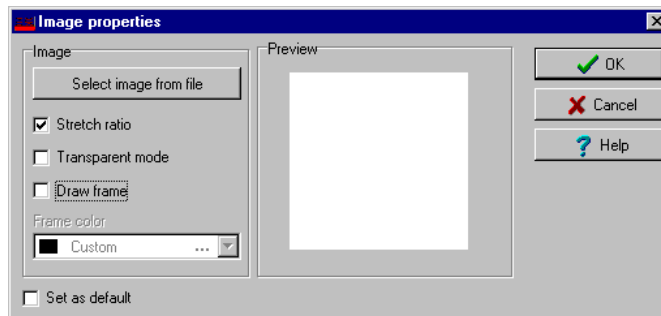 Image properties
Image
Select image from file
Stretch ratio
Transparent mode
Draw frame
Frame color
Custom ...
Set as default
Preview
OK
Cancel
Help